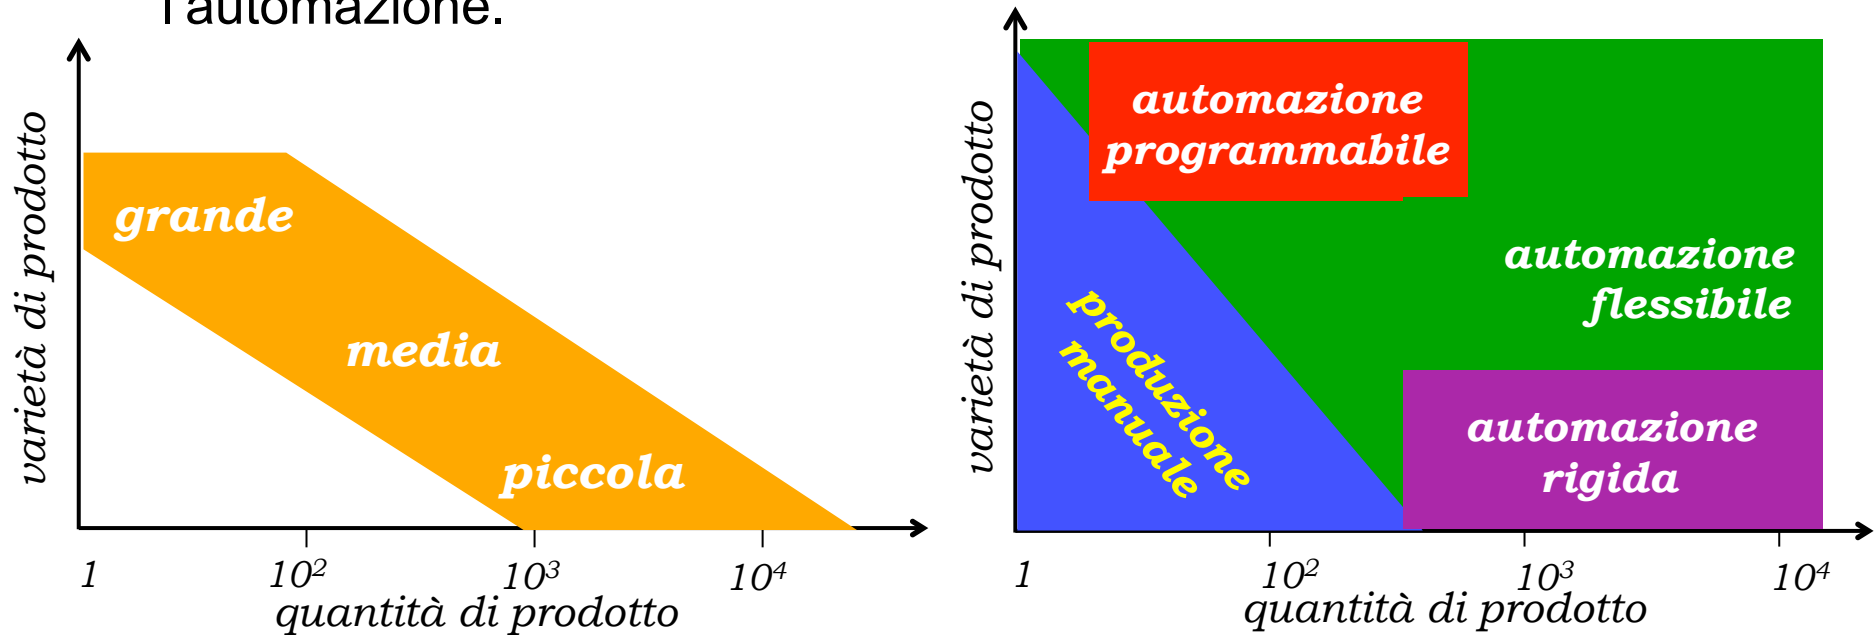 l'automazione.
varietà di prodotto
grande
media
piccola
1
10²
10³
10⁴
quantità di prodotto
varietà di prodotto
automazione
programmabile
automazione
flessibile
produzione
manuale
automazione
rigida
1
10²
10³
10⁴
quantità di prodotto